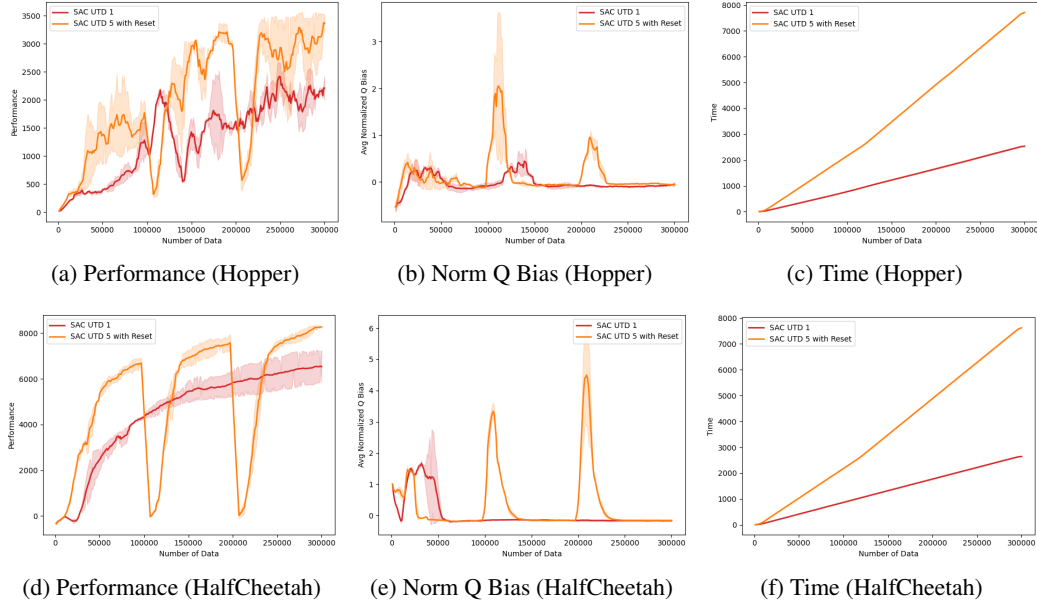 SAC UTD 1
SAC UTD 5 with Reset
3500
3000
2500
2000
1500
1000
500
0
Performance
0 50000 100000 150000 200000 250000 300000
Number of Data
(a) Performance (Hopper)
SAC UTD 1
SAC UTD 5 with Reset
3
2
1
0
Avg Normalized Q Bias
0 50000 100000 150000 200000 250000 300000
Number of Data
(b) Norm Q Bias (Hopper)
SAC UTD 1
SAC UTD 5 with Reset
8000
7000
6000
5000
4000
3000
2000
1000
0
Time
0 50000 100000 150000 200000 250000 300000
Number of Data
(c) Time (Hopper)
SAC UTD 1
SAC UTD 5 with Reset
8000
6000
4000
2000
0
Performance
0 50000 100000 150000 200000 250000 300000
Number of Data
(d) Performance (HalfCheetah)
SAC UTD 1
SAC UTD 5 with Reset
6
5
4
3
2
1
0
Avg Normalized Q Bias
0 50000 100000 150000 200000 250000 300000
Number of Data
(e) Norm Q Bias (HalfCheetah)
SAC UTD 1
SAC UTD 5 with Reset
8000
7000
6000
5000
4000
3000
2000
1000
0
Time
0 50000 100000 150000 200000 250000 300000
Number of Data
(f) Time (HalfCheetah)